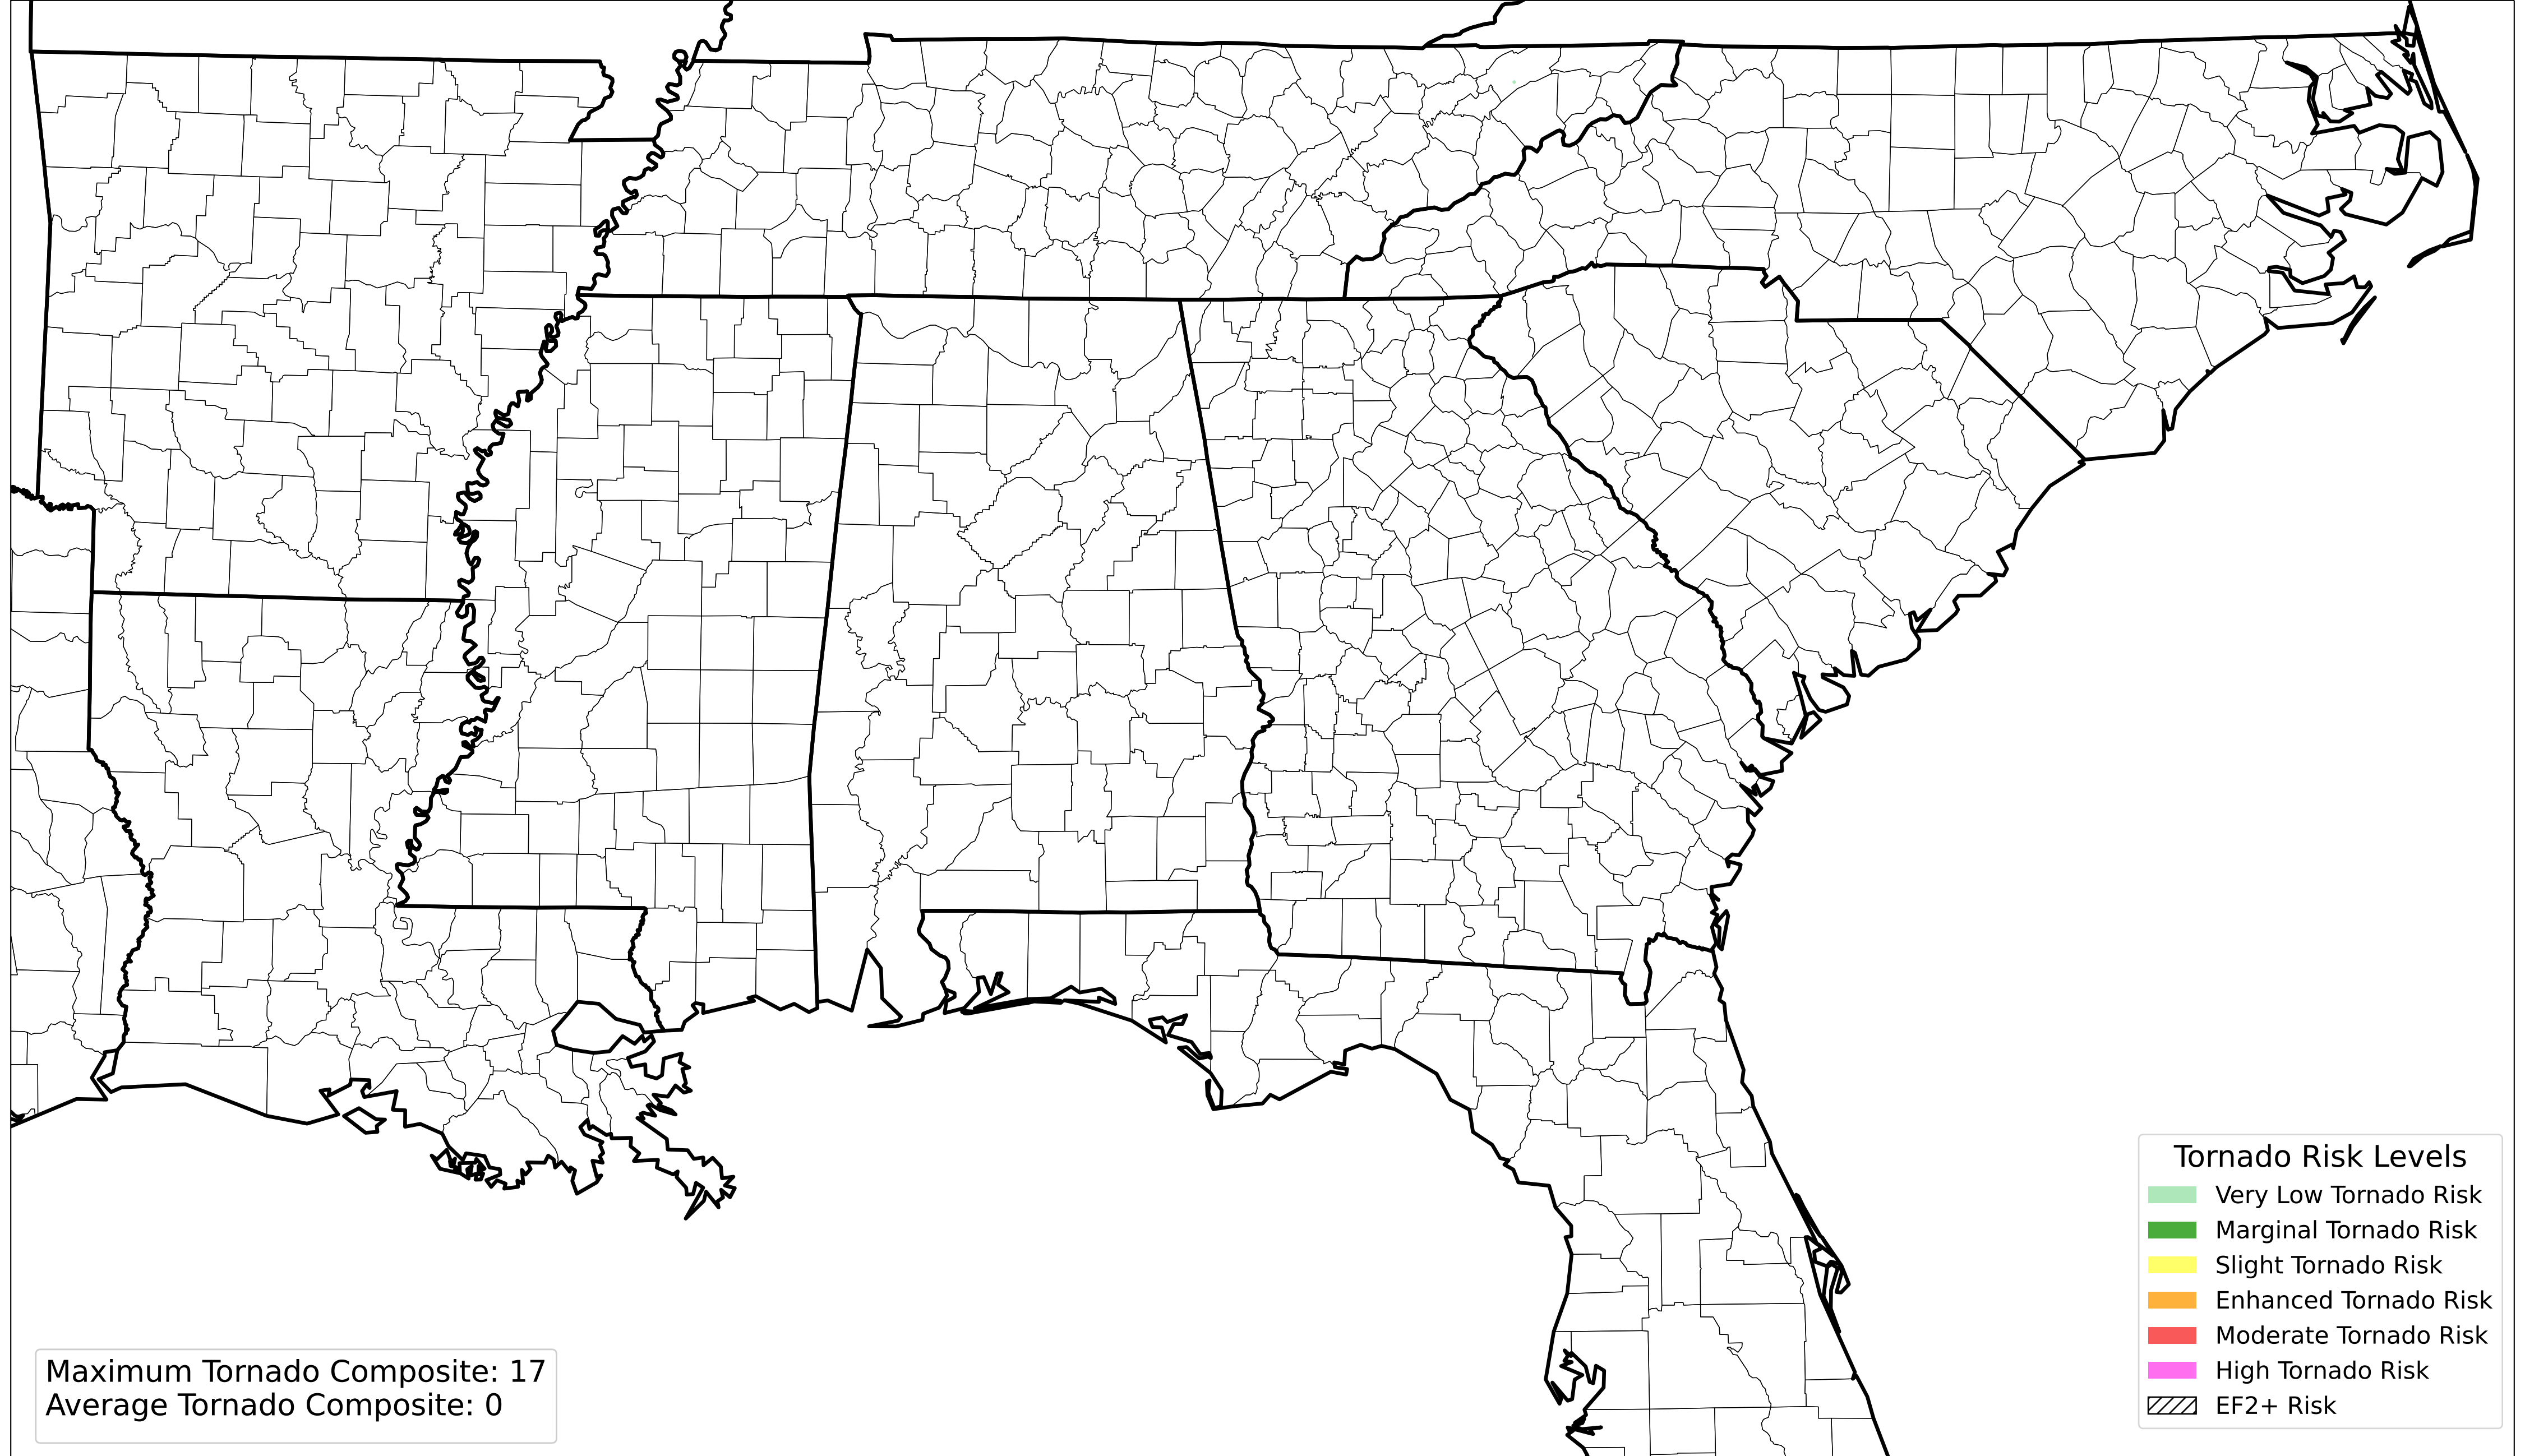 Tornado Risk Levels
Very Low Tornado Risk
Marginal Tornado Risk
Slight Tornado Risk
Enhanced Tornado Risk
Moderate Tornado Risk
High Tornado Risk
EF2+ Risk
Maximum Tornado Composite: 17
Average Tornado Composite: 0